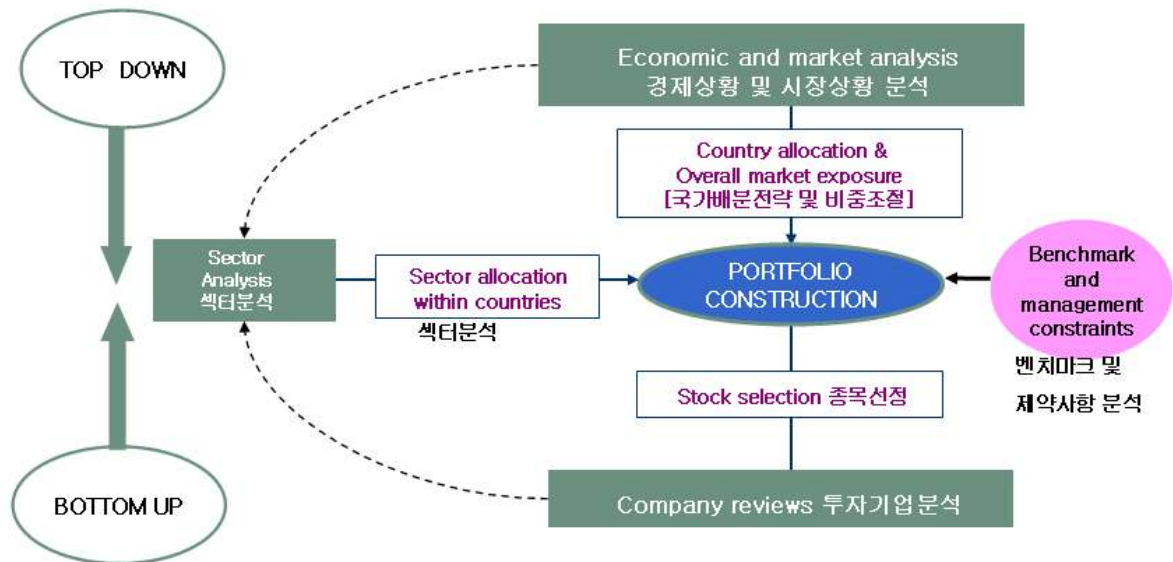 TOP DOWN
Economic and market analysis
경제상황 및 시장상황 분석
Country allocation &
Overall market exposure
[국가배분전략 및 비중조절]
Sector
Analysis
섹터분석
Sector allocation
within countries
섹터분석
PORTFOLIO
CONSTRUCTION
Benchmark
and
management
constraints
벤치마크 및
제약사항 분석
Stock selection 종목선정
BOTTOM UP
Company reviews 투자기업분석